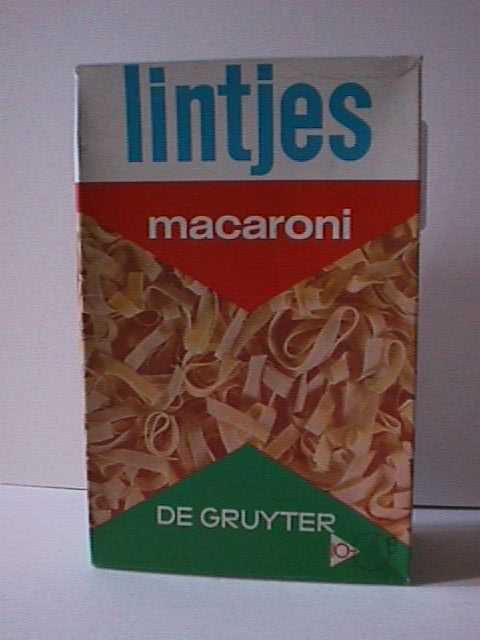 lintjes
macaroni
DE GRUYTER